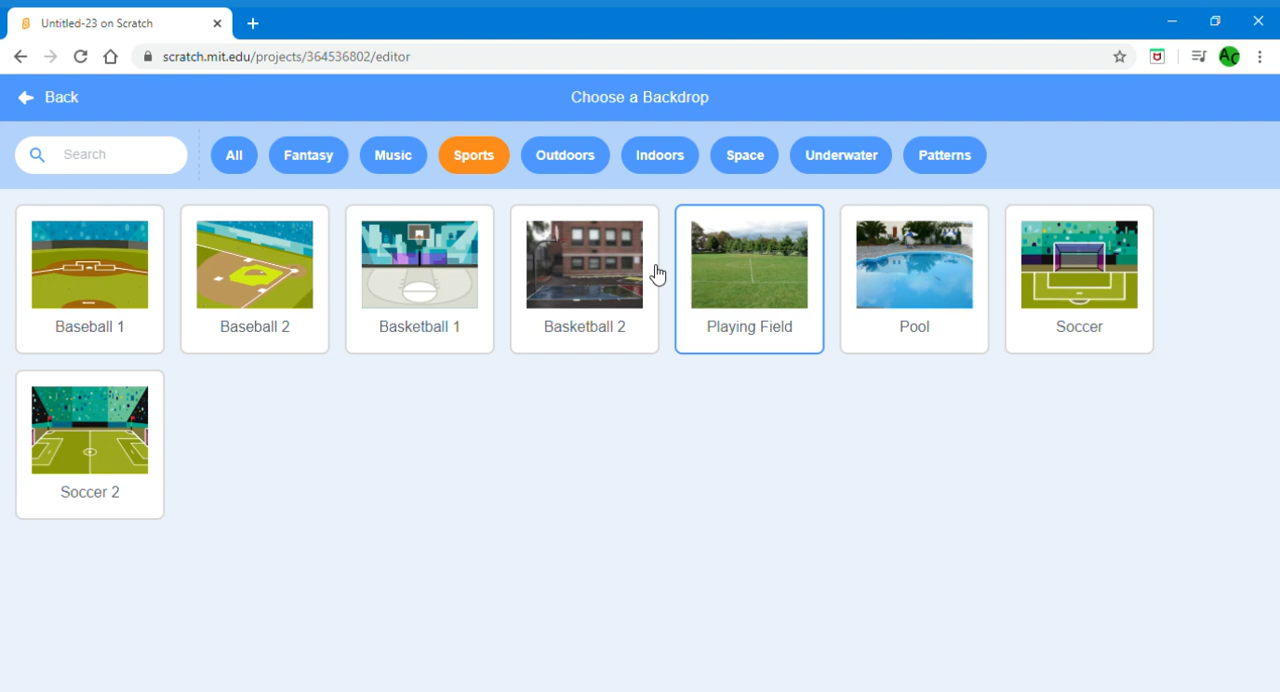 Untitled-23 on Scratch
scratch.mit.edu/projects/364536802/editor
Back
Choose a Backdrop
Search
All
Fantasy
Music
Sports
Outdoors
Indoors
Space
Underwater
Patterns
Baseball 1
Baseball 2
Basketball 1
Basketball 2
Playing Field
Pool
Soccer
Soccer 2